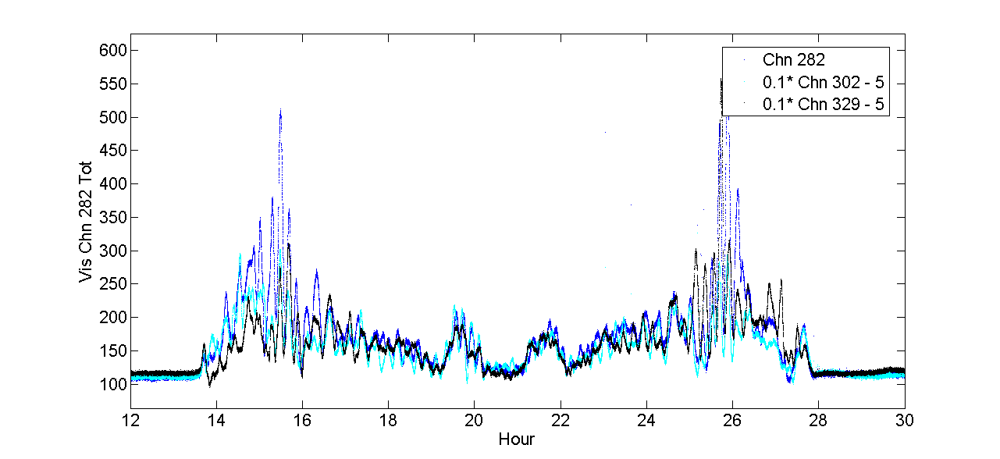 600
550
500
450
400
350
300
250
200
150
100
Vis Chn 282 Tot
Chn 282
0.1* Chn 302 - 5
0.1* Chn 329 - 5
12 14 16 18 20 22 24 26 28 30
Hour